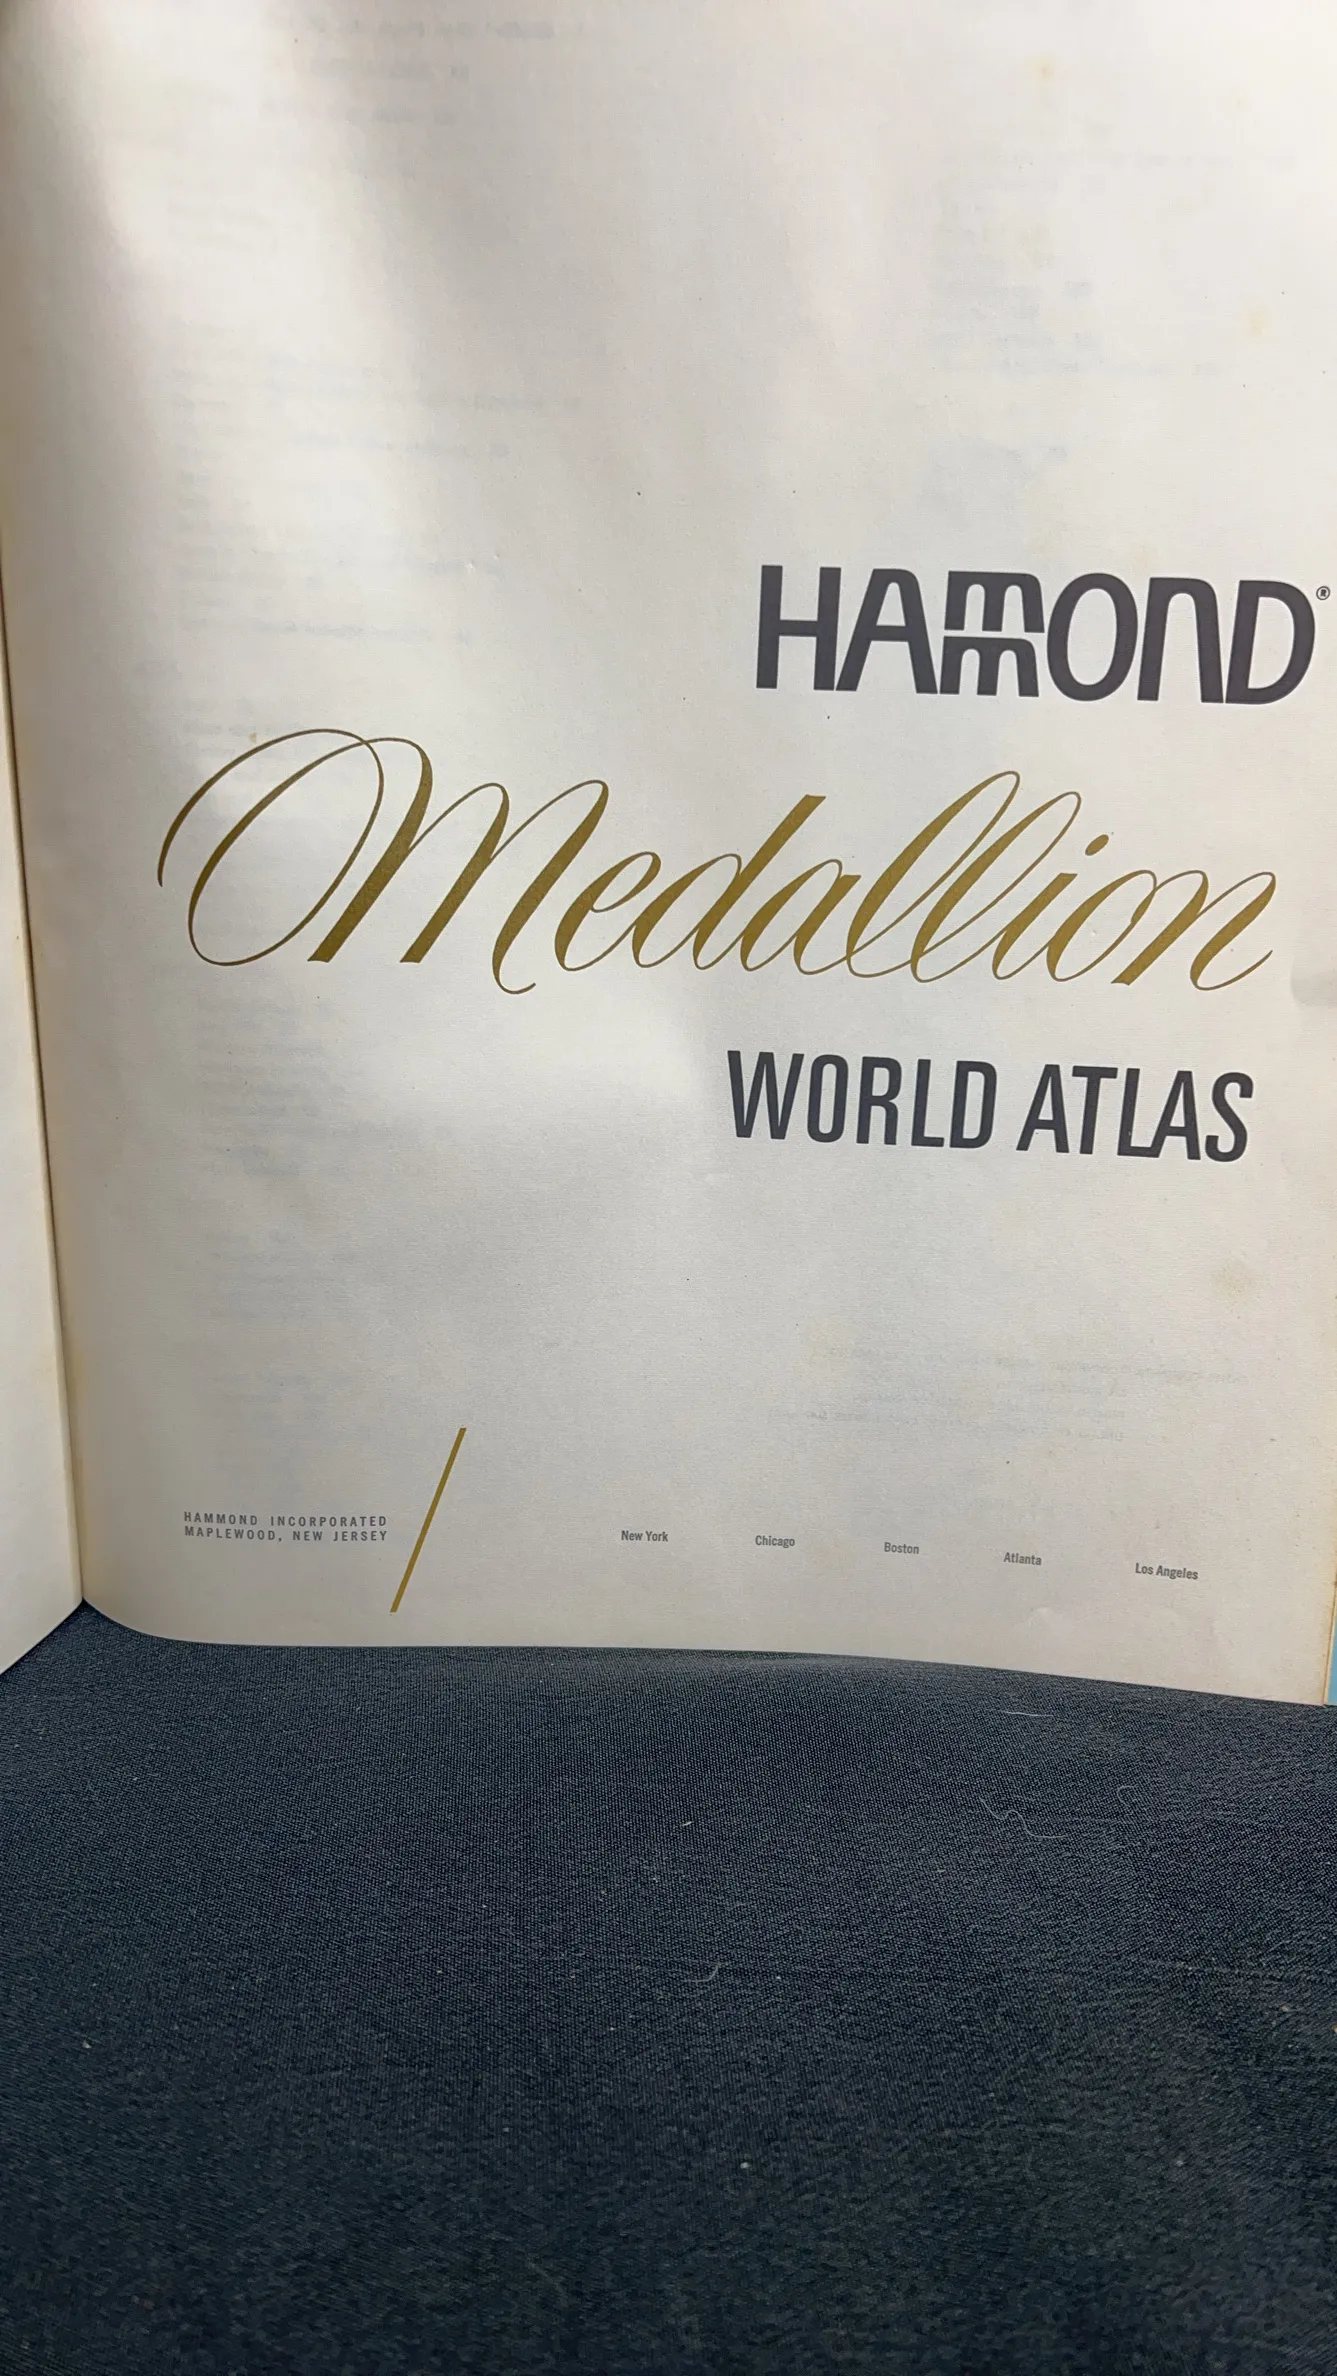 HAMMOND®
Medallion
WORLD ATLAS
HAMMOND INCORPORATED
MAPLEWOOD, NEW JERSEY
New York Chicago Boston Atlanta Los Angeles